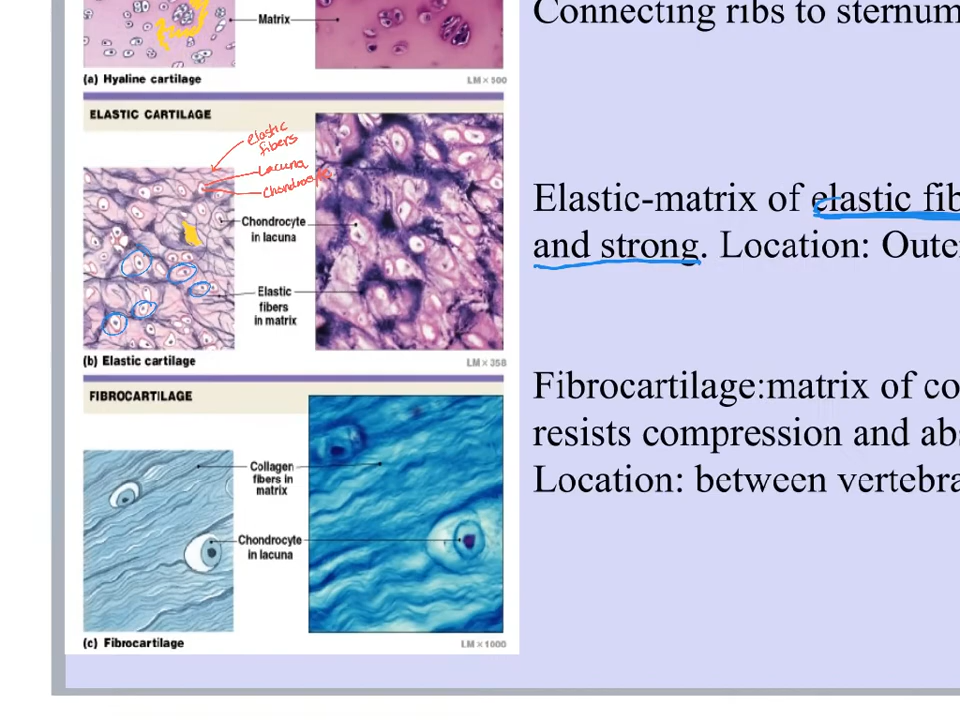 Matrix
Connecting ribs to sternum
(a) Hyaline cartilage
LM × 500
ELASTIC CARTILAGE
elastic
fibers
Lacuna
Chondrocyte
Chondrocyte
in lacuna
Elastic-matrix of elastic fib
and strong. Location: Oute
Elastic
fibers
in matrix
(b) Elastic cartilage
LM × 358
FIBROCARTILAGE
Fibrocartilage:matrix of co
resists compression and abs
Location: between vertebra
Collagen
fibers in
matrix
Chondrocyte
in lacuna
(c) Fibrocartilage
LM × 1000